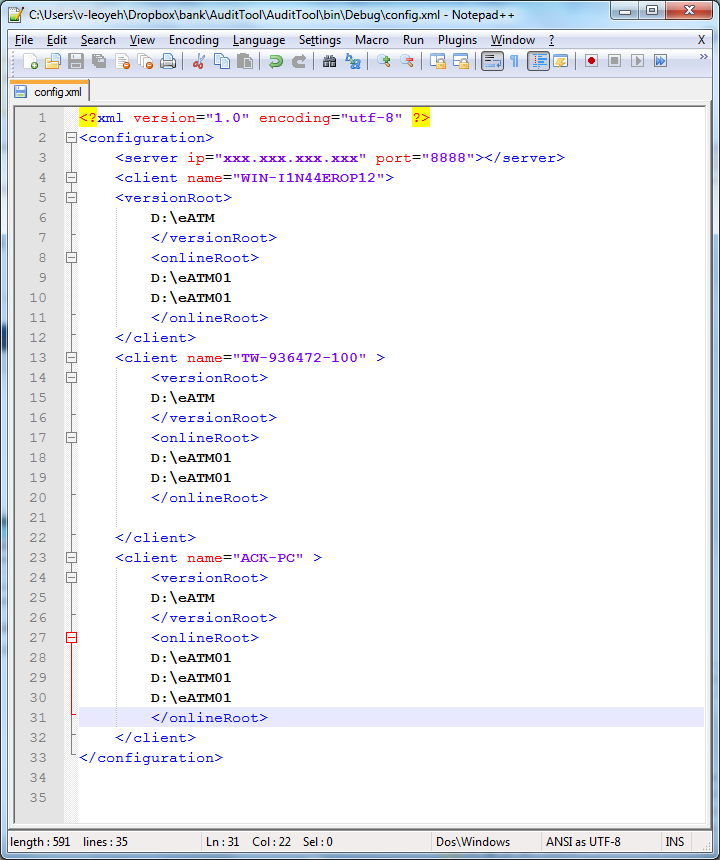 C:\Users\v-leoyeh\Dropbox\bank\AuditTool\AuditTool\bin\Debug\config.xml - Notepad++
File Edit Search View Encoding Language Settings Macro Run Plugins Window ? X
config.xml
1 <?xml version="1.0" encoding="utf-8" ?>
2 <configuration>
3 <server ip="xxx.xxx.xxx.xxx" port="8888"></server>
4 <client name="WIN-I1N44EROP12">
5 <versionRoot>
6 D:\eATM
7 </versionRoot>
8 <onlineRoot>
9 D:\eATM01
10 D:\eATM01
11 </onlineRoot>
12 </client>
13 <client name="TW-936472-100" >
14 <versionRoot>
15 D:\eATM
16 </versionRoot>
17 <onlineRoot>
18 D:\eATM01
19 D:\eATM01
20 </onlineRoot>
21
22 </client>
23 <client name="ACK-PC" >
24 <versionRoot>
25 D:\eATM
26 </versionRoot>
27 <onlineRoot>
28 D:\eATM01
29 D:\eATM01
30 D:\eATM01
31 </onlineRoot>
32 </client>
33 </configuration>
34
35
length : 591 lines : 35 Ln : 31 Col : 22 Sel : 0 Dos\Windows ANSI as UTF-8 INS